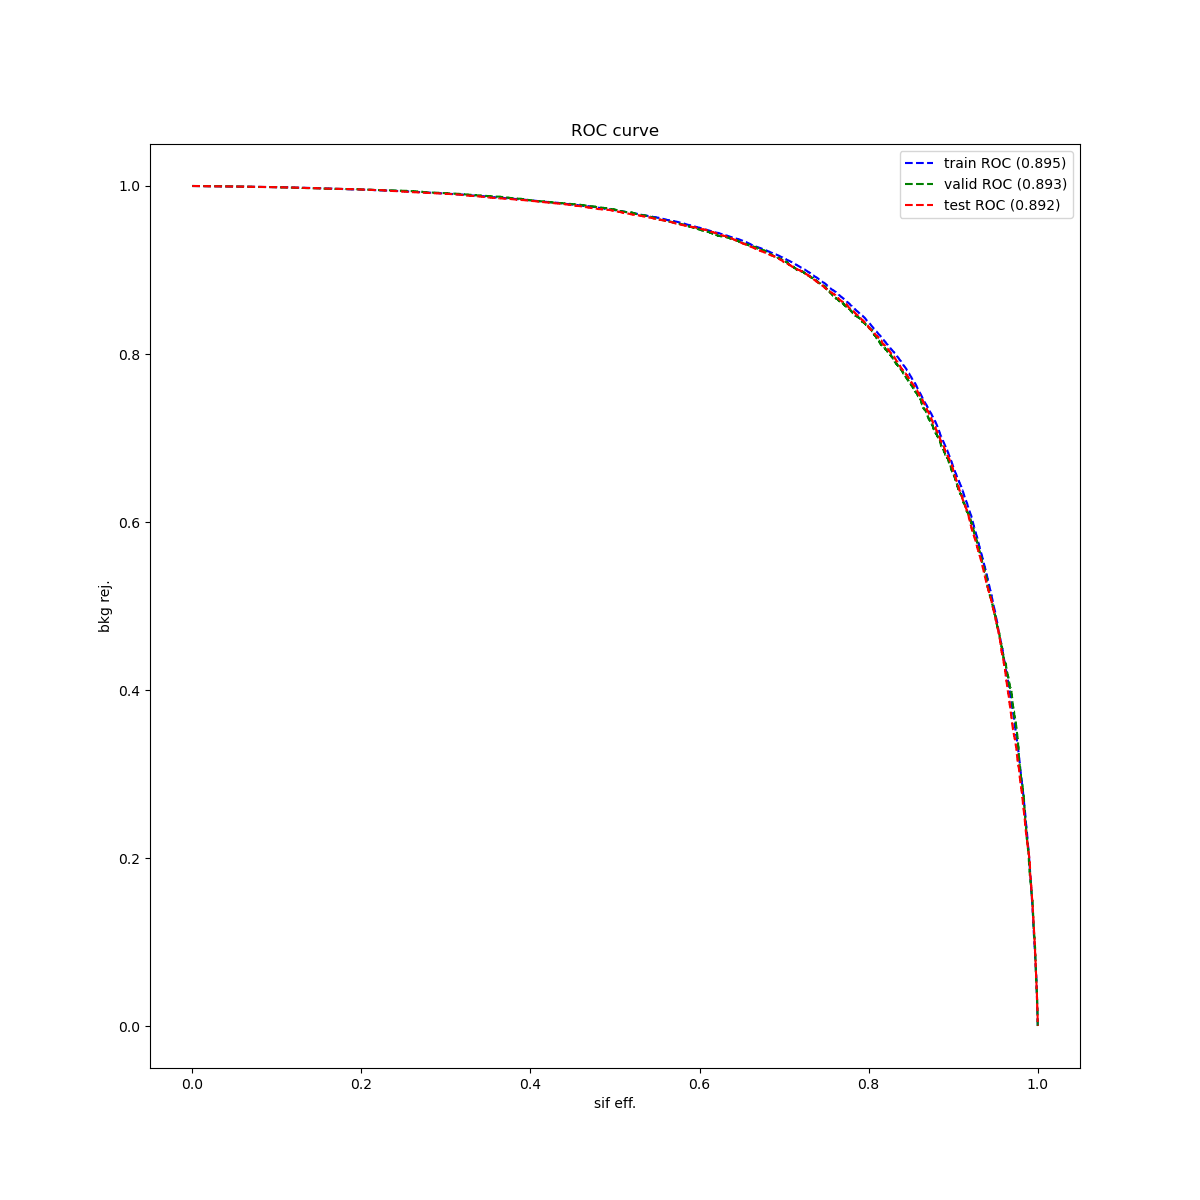 ROC curve
train ROC (0.895)
valid ROC (0.893)
test ROC (0.892)
1.0
0.8
0.6
0.4
0.2
0.0
bkg rej.
0.0 0.2 0.4 0.6 0.8 1.0
sif eff.